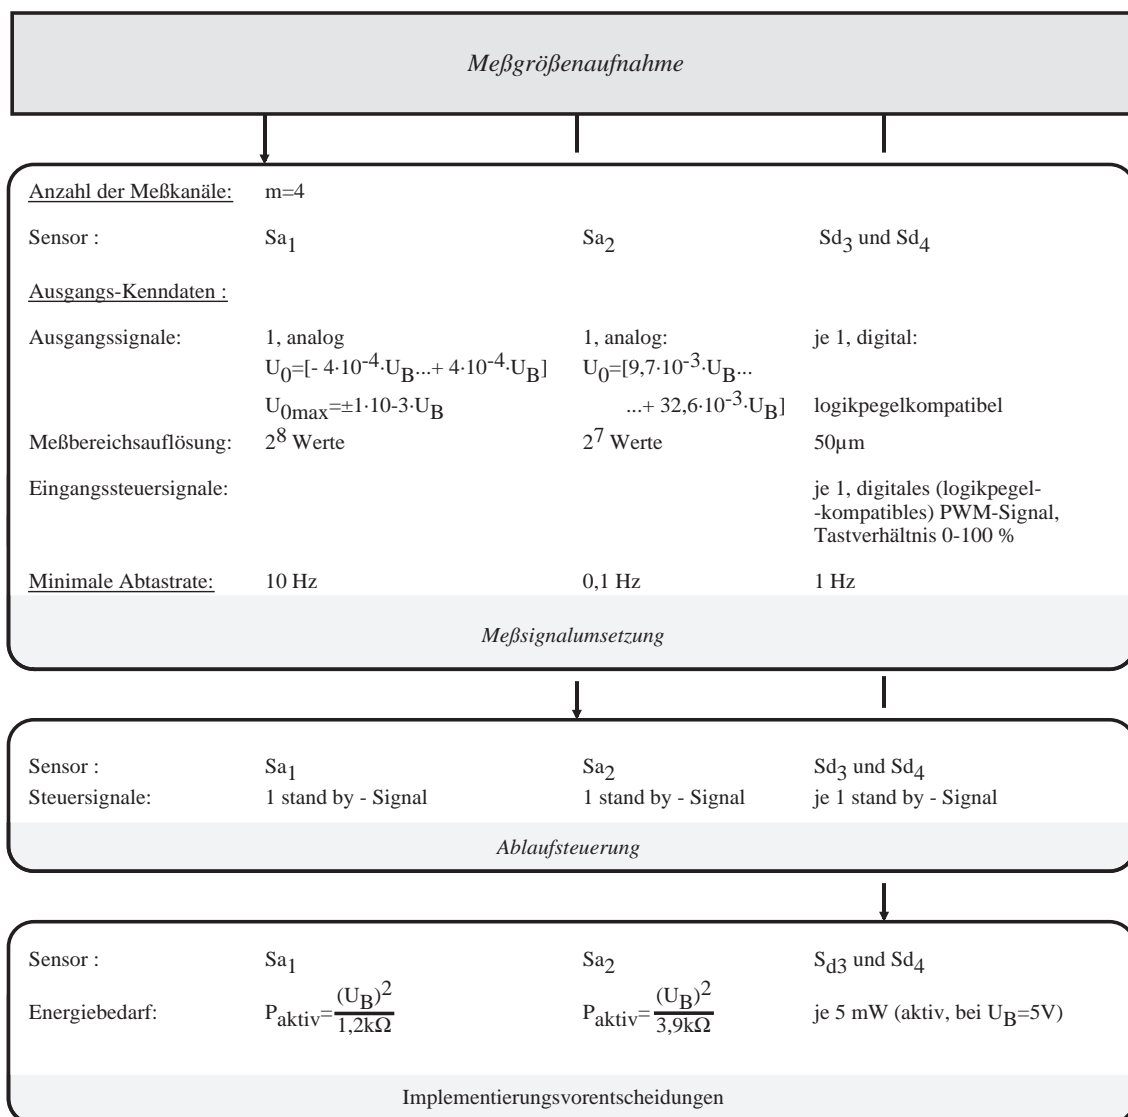 Meßgrößenaufnahme
Anzahl der Meßkanäle: m=4
Sensor : Sa1 Sa2 Sd3 und Sd4
Ausgangs-Kenndaten :
Ausgangssignale: 1, analog 1, analog: je 1, digital:
U0=[- 4·10-4·UB...+ 4·10-4·UB] U0=[9,7·10-3·UB...
U0max=±1·10-3·UB ...+ 32,6·10-3·UB] logikpegelkompatibel
Meßbereichsauflösung: 2^8 Werte 2^7 Werte 50µm
Eingangssteuersignale: je 1, digitales (logikpegel-
-kompatibles) PWM-Signal,
Tastverhältnis 0-100 %
Minimale Abtastrate: 10 Hz 0,1 Hz 1 Hz
Meßsignalumsetzung
Sensor : Sa1 Sa2 Sd3 und Sd4
Steuersignale: 1 stand by - Signal 1 stand by - Signal je 1 stand by - Signal
Ablaufsteuerung
Sensor : Sa1 Sa2 Sd3 und Sd4
Energiebedarf: Paktiv=(UB)^2/1,2kΩ Paktiv=(UB)^2/3,9kΩ je 5 mW (aktiv, bei UB=5V)
Implementierungsvorentscheidungen